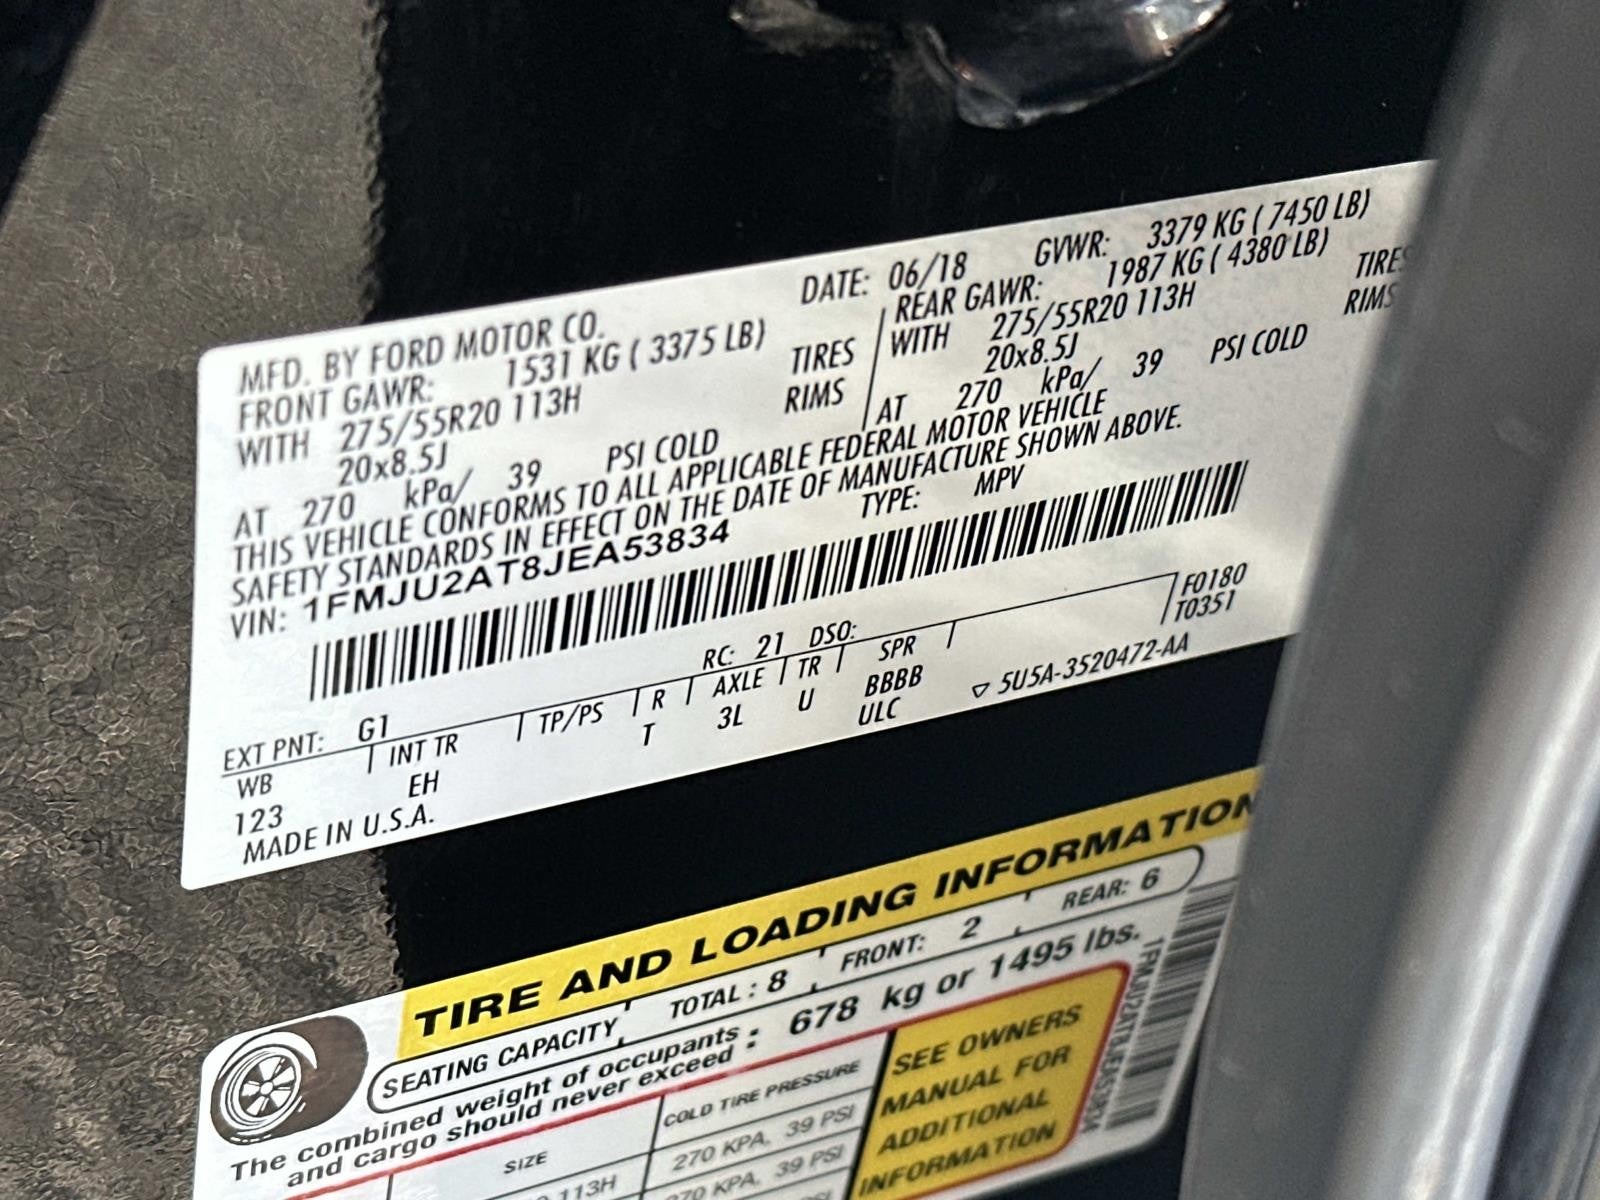 MFD. BY FORD MOTOR CO. DATE: 06/18 GVWR: 3379 KG ( 7450 LB)
FRONT GAWR: 1531 KG ( 3375 LB) REAR GAWR: 1987 KG ( 4380 LB)
WITH 275/55R20 113H TIRES WITH 275/55R20 113H TIRES
20x8.5J RIMS 20x8.5J RIMS
AT 270 kPa/ 39 PSI COLD AT 270 kPa/ 39 PSI COLD
THIS VEHICLE CONFORMS TO ALL APPLICABLE FEDERAL MOTOR VEHICLE
SAFETY STANDARDS IN EFFECT ON THE DATE OF MANUFACTURE SHOWN ABOVE.
VIN: 1FMJU2AT8JEA53834 TYPE: MPV
F0180
T0351
EXT PNT: G1 RC: 21 DSO:
WB INT TR TP/PS R AXLE TR SPR
123 EH T 3L U BBBB
ULC
MADE IN U.S.A. 5U5A-3520472-AA
TIRE AND LOADING INFORMATION
SEATING CAPACITY TOTAL : 8 FRONT: 2 REAR: 6
The combined weight of occupants and cargo should never exceed : 678 kg or 1495 lbs.
SIZE COLD TIRE PRESSURE
113H 270 KPA, 39 PSI
KPA, 39 PSI
SEE OWNERS
MANUAL FOR
ADDITIONAL
INFORMATION
1FMJU2AT8JEA53834